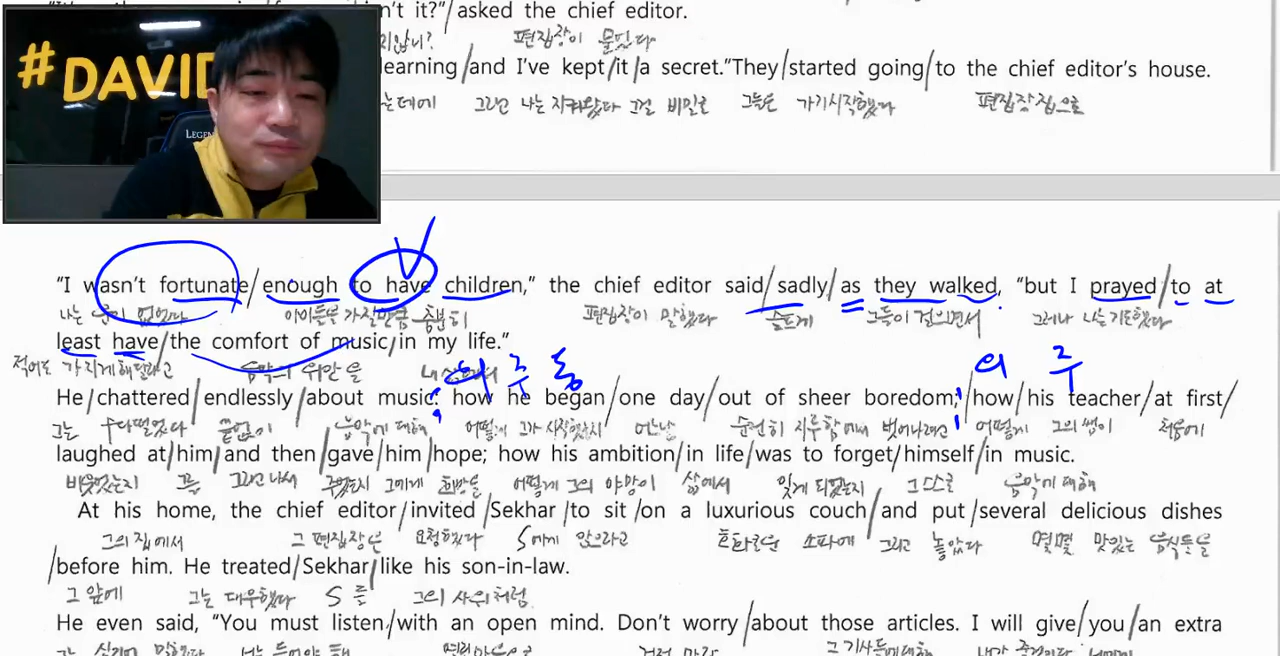 #DAVID
LEGEN
n't it?”/ asked the chief editor.
편집장이 물었다
learning/and I've kept/it/a secret.”They/started going/to the chief editor's house.
는데에 그리고 나는 지켜왔다 그걸 비밀로 그들은 가기시작했다 편집장 집으로
“I wasn't fortunate/enough to have children,” the chief editor said/sadly/as they walked, “but I prayed/to at
나는 운이 없었다 아이들을 가질만큼 충분히 편집장이 말했다 슬프게 그들이 걸으면서 그러나 나는 기도했다
least have/the comfort of music/in my life.”
적어도 가지게 해달라고 음악의 위안을
의 주 동 의 주
He/chattered/endlessly/about music: how he began/one day/out of sheer boredom;/how/his teacher/at first/
그는 수다떨었다 끝없이 음악에 대해 어떻게 그가 시작했는지 어느날 순전히 지루함에서 벗어나려고 어떻게 그의 쌤이 처음에
laughed at/him/and then/gave/him/hope; how his ambition/in life/was to forget/himself/in music.
비웃었는지 그를 그리고 나서 주었는지 그에게 희망을 어떻게 그의 야망이 삶에서 잊게 되었는지 그 스스로 음악에 대해
At his home, the chief editor/invited/Sekhar/to sit/on a luxurious couch/and put/several delicious dishes
그의 집에서 그 편집장은 요청했다 S에게 앉으라고 호화로운 소파에 그리고 놓았다 몇몇 맛있는 음식들을
/before him. He treated/Sekhar/like his son-in-law.
그 앞에 그는 대우했다 S를 그의 사위처럼
He even said, “You must listen/with an open mind. Don't worry/about those articles. I will give/you/an extra
그 기사들에 대해